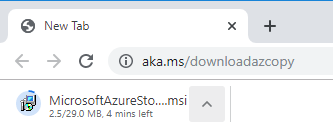 New Tab
aka.ms/downloadazcopy
MicrosoftAzureSto....msi
2.5/29.0 MB, 4 mins left